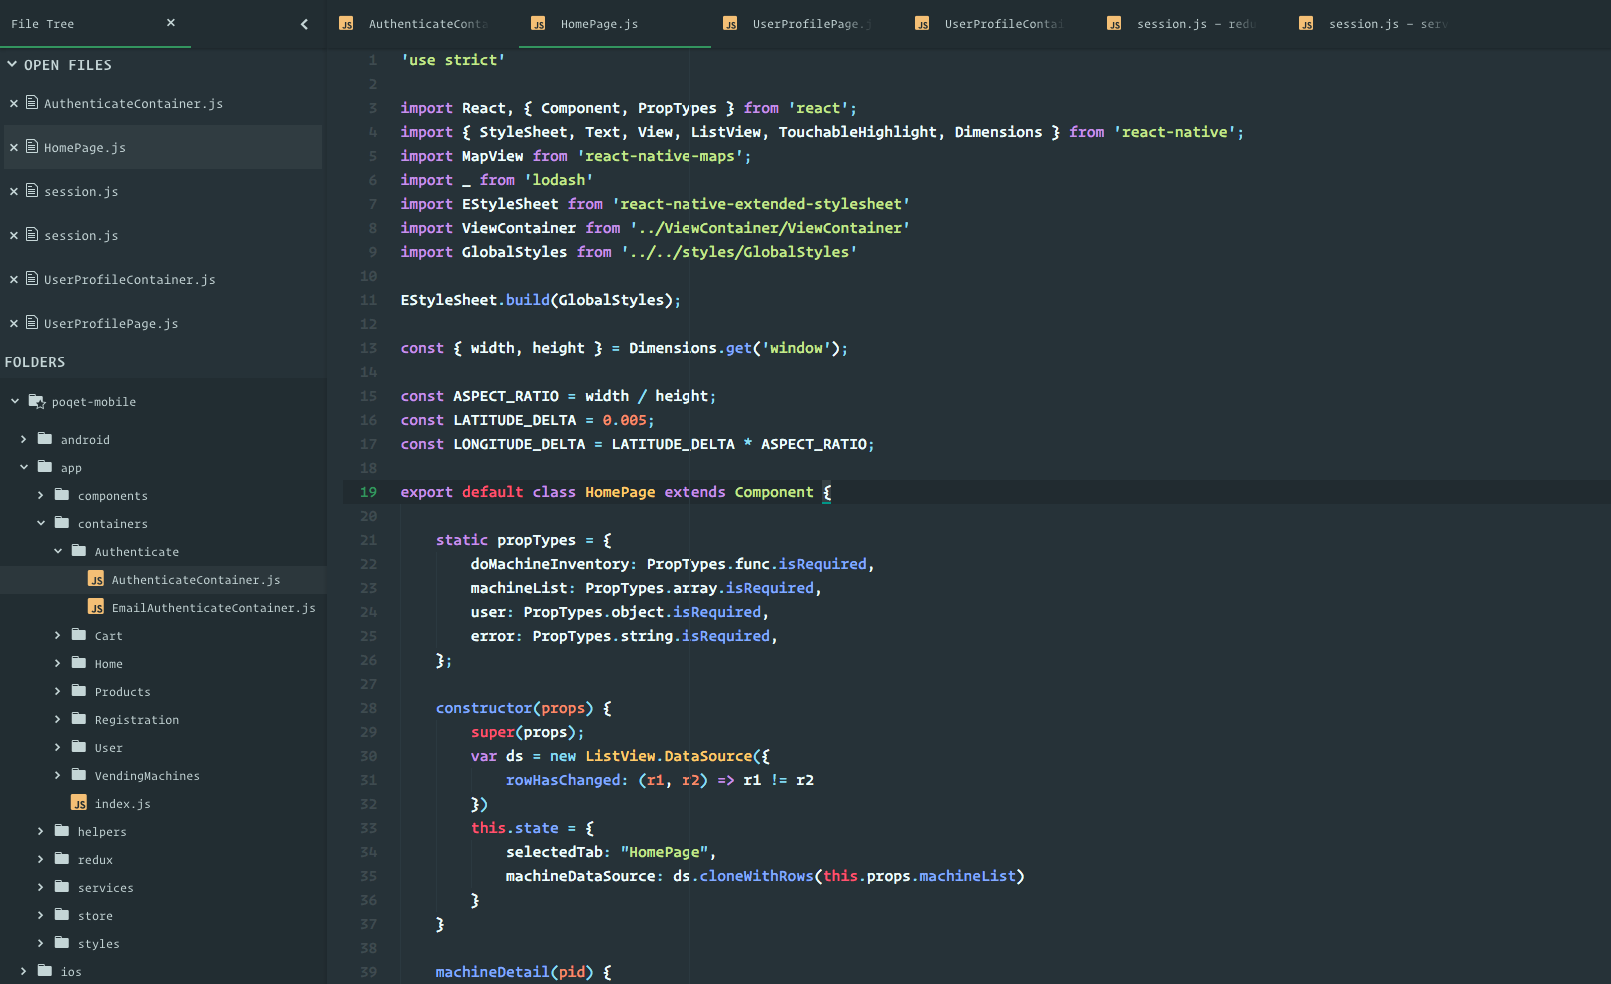 File Tree
AuthenticateConta
HomePage.js
UserProfilePage.j
UserProfileContai
session.js – redu
session.js – serv
OPEN FILES
AuthenticateContainer.js
HomePage.js
session.js
session.js
UserProfileContainer.js
UserProfilePage.js
FOLDERS
poqet-mobile
android
app
components
containers
Authenticate
JS AuthenticateContainer.js
JS EmailAuthenticateContainer.js
Cart
Home
Products
Registration
User
VendingMachines
JS index.js
helpers
redux
services
store
styles
ios
1 'use strict'
2
3 import React, { Component, PropTypes } from 'react';
4 import { StyleSheet, Text, View, ListView, TouchableHighlight, Dimensions } from 'react-native';
5 import MapView from 'react-native-maps';
6 import _ from 'lodash'
7 import EStyleSheet from 'react-native-extended-stylesheet'
8 import ViewContainer from '../ViewContainer/ViewContainer'
9 import GlobalStyles from '../../styles/GlobalStyles'
10
11 EStyleSheet.build(GlobalStyles);
12
13 const { width, height } = Dimensions.get('window');
14
15 const ASPECT_RATIO = width / height;
16 const LATITUDE_DELTA = 0.005;
17 const LONGITUDE_DELTA = LATITUDE_DELTA * ASPECT_RATIO;
18
19 export default class HomePage extends Component {
20
21 static propTypes = {
22 doMachineInventory: PropTypes.func.isRequired,
23 machineList: PropTypes.array.isRequired,
24 user: PropTypes.object.isRequired,
25 error: PropTypes.string.isRequired,
26 };
27
28 constructor(props) {
29 super(props);
30 var ds = new ListView.DataSource({
31 rowHasChanged: (r1, r2) => r1 != r2
32 })
33 this.state = {
34 selectedTab: "HomePage",
35 machineDataSource: ds.cloneWithRows(this.props.machineList)
36 }
37 }
38
39 machineDetail(pid) {